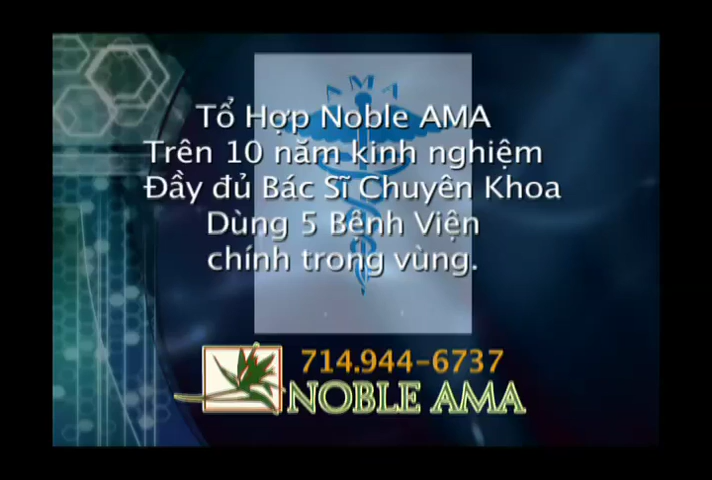 AMA
Tổ Hợp Noble AMA
Trên 10 năm kinh nghiệm
Đầy đủ Bác Sĩ Chuyên Khoa
Dùng 5 Bệnh Viện
chính trong vùng.
714.944-6737
NOBLE AMA